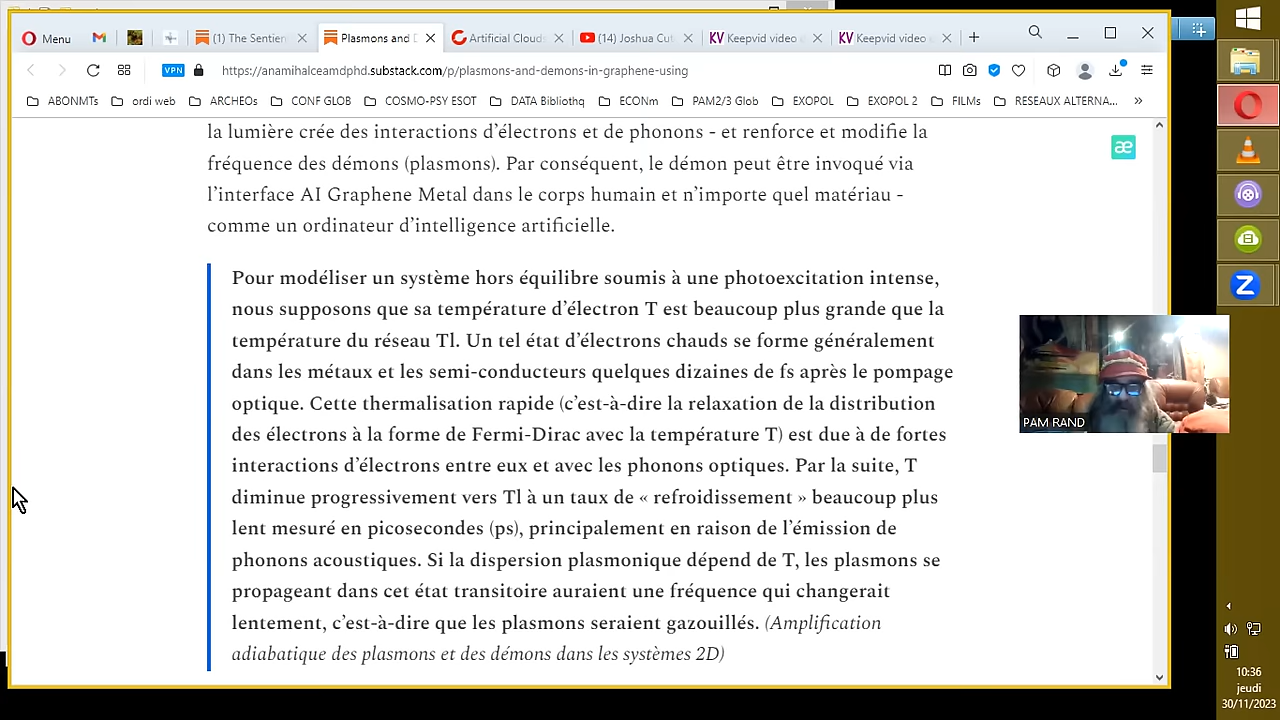 Menu
(1) The Sentien
Plasmons and D
Artificial Cloud
(14) Joshua Cut
KV Keepvid video
KV Keepvid video
VPN
https://anamihalceamdphd.substack.com/p/plasmons-and-demons-in-graphene-using
ABONMTs
ordi web
ARCHEOs
CONF GLOB
COSMO-PSY ESOT
DATA Bibliothq
ECONm
PAM2/3 Glob
EXOPOL
EXOPOL 2
FILMs
RESEAUX ALTERNA...
»
la lumière crée des interactions d'électrons et de phonons - et renforce et modifie la
fréquence des démons (plasmons). Par conséquent, le démon peut être invoqué via
l'interface AI Graphene Metal dans le corps humain et n'importe quel matériau -
comme un ordinateur d'intelligence artificielle.
æ
Pour modéliser un système hors équilibre soumis à une photoexcitation intense,
nous supposons que sa température d'électron T est beaucoup plus grande que la
température du réseau Tl. Un tel état d'électrons chauds se forme généralement
dans les métaux et les semi-conducteurs quelques dizaines de fs après le pompage
optique. Cette thermalisation rapide (c'est-à-dire la relaxation de la distribution
des électrons à la forme de Fermi-Dirac avec la température T) est due à de fortes
interactions d'électrons entre eux et avec les phonons optiques. Par la suite, T
diminue progressivement vers Tl à un taux de « refroidissement » beaucoup plus
lent mesuré en picosecondes (ps), principalement en raison de l'émission de
phonons acoustiques. Si la dispersion plasmonique dépend de T, les plasmons se
propageant dans cet état transitoire auraient une fréquence qui changerait
lentement, c'est-à-dire que les plasmons seraient gazouillés. (Amplification
adiabatique des plasmons et des démons dans les systèmes 2D)
PAM RAND
Z
10:36
jeudi
30/11/2023